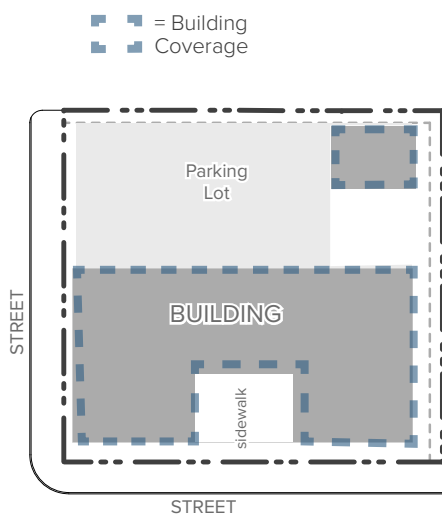 = Building
Coverage
Parking
Lot
BUILDING
STREET
sidewalk
STREET